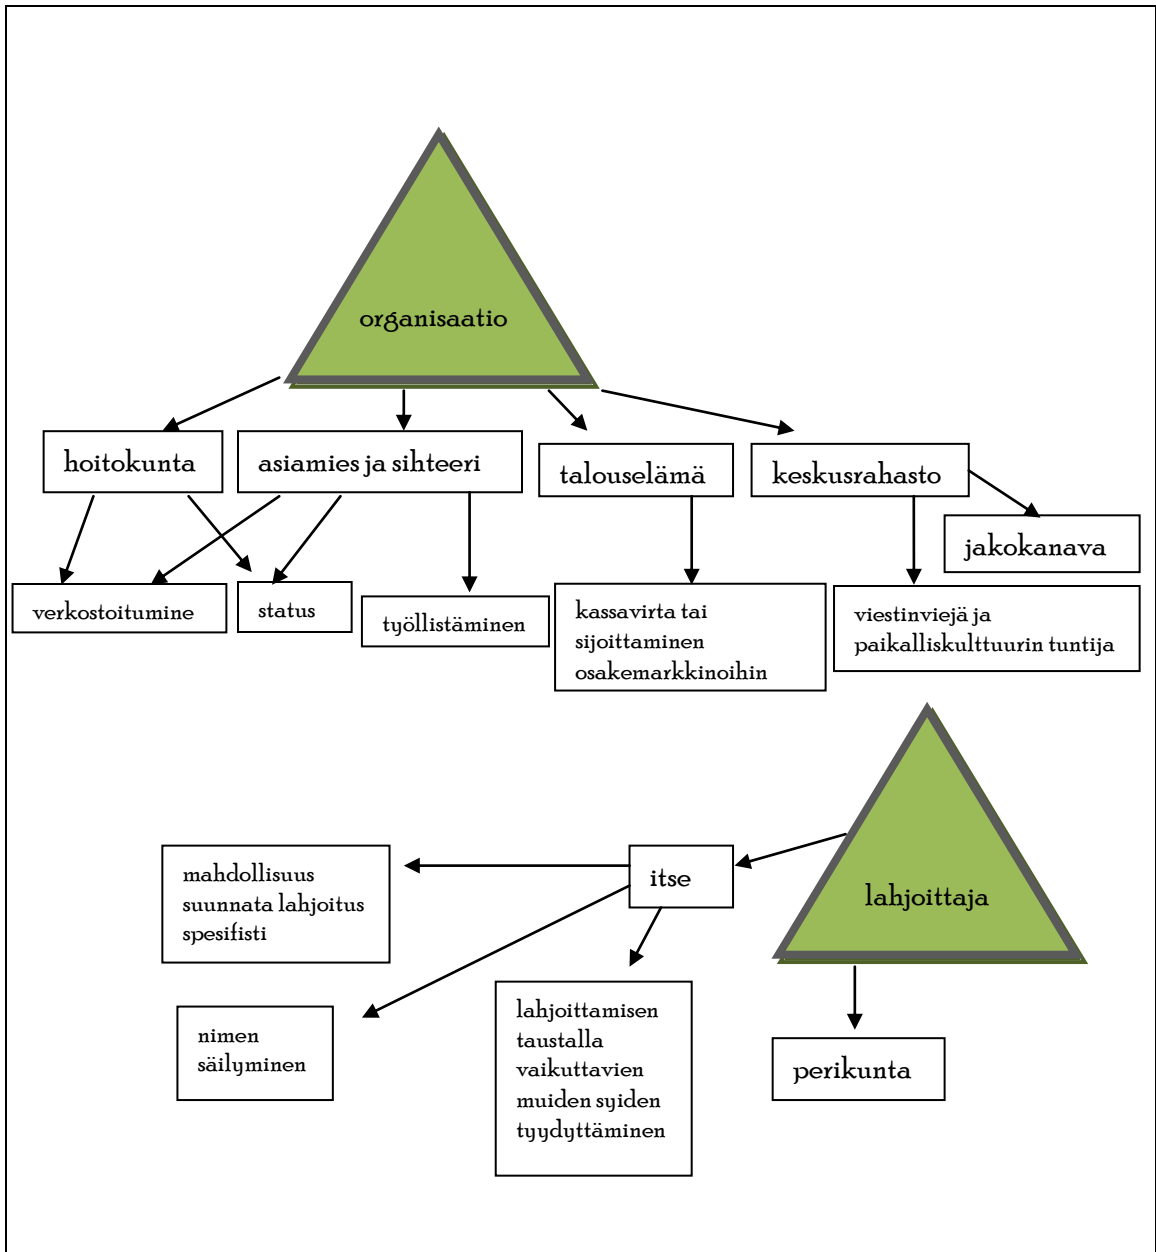 organisaatio
hoitokunta
asiamies ja sihteeri
talouselämä
keskusrahasto
jakokanava
verkostoitumine
status
työllistäminen
kassavirta tai
sijoittaminen
osakemarkkinoihin
viestinviejä ja
paikalliskulttuurin tuntija
lahjoittaja
itse
mahdollisuus
suunnata lahjoitus
spesifisti
nimen
säilyminen
lahjoittamisen
taustalla
vaikuttavien
muiden syiden
tyydyttäminen
perikunta